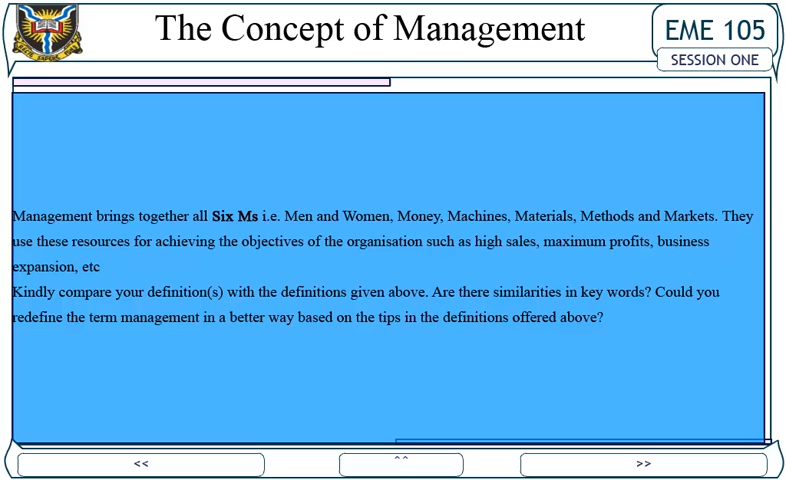 The Concept of Management
EME 105
SESSION ONE
Management brings together all Six Ms i.e. Men and Women, Money, Machines, Materials, Methods and Markets. They
use these resources for achieving the objectives of the organisation such as high sales, maximum profits, business
expansion, etc
Kindly compare your definition(s) with the definitions given above. Are there similarities in key words? Could you
redefine the term management in a better way based on the tips in the definitions offered above?
<<
^^
>>